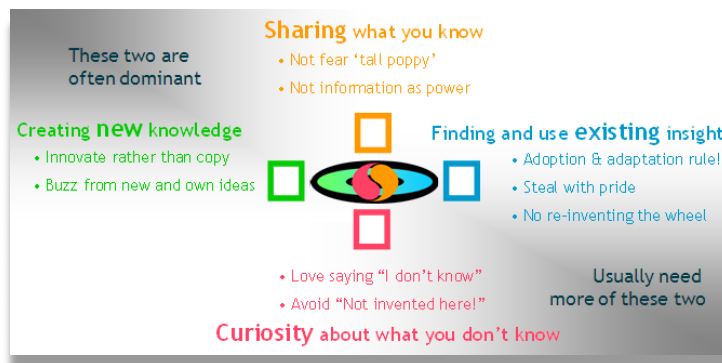 Sharing what you know
• Not fear ‘tall poppy’
• Not information as power
These two are
often dominant
Creating new knowledge
• Innovate rather than copy
• Buzz from new and own ideas
Finding and use existing insight
• Adoption & adaptation rule!
• Steal with pride
• No re-inventing the wheel
• Love saying “I don’t know”
• Avoid “Not invented here!”
Curiosity about what you don’t know
Usually need
more of these two